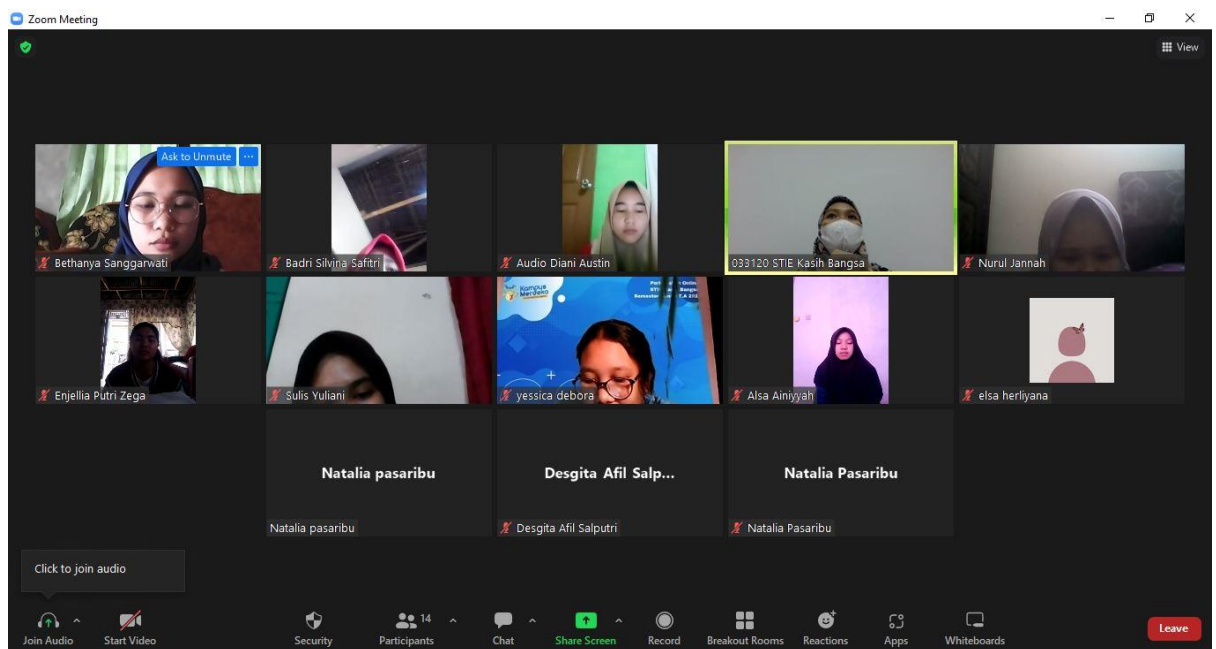 Zoom Meeting
View
Ask to Unmute ...
Bethanya Sanggarwati
Badri Silvina Safitri
Audio Diani Austin
033120 STIE Kasih Bangsa
Nurul Jannah
Kampus
Merdeka
Enjellia Putri Zega
Sulis Yuliani
yessica debora
Alsa Ainiyyah
elsa herliyana
Natalia pasaribu
Desgita Afil Salp...
Natalia Pasaribu
Natalia pasaribu
Desgita Afil Salputri
Natalia Pasaribu
Click to join audio
14
Join Audio
Start Video
Security
Participants
Chat
Share Screen
Record
Breakout Rooms
Reactions
Apps
Whiteboards
Leave